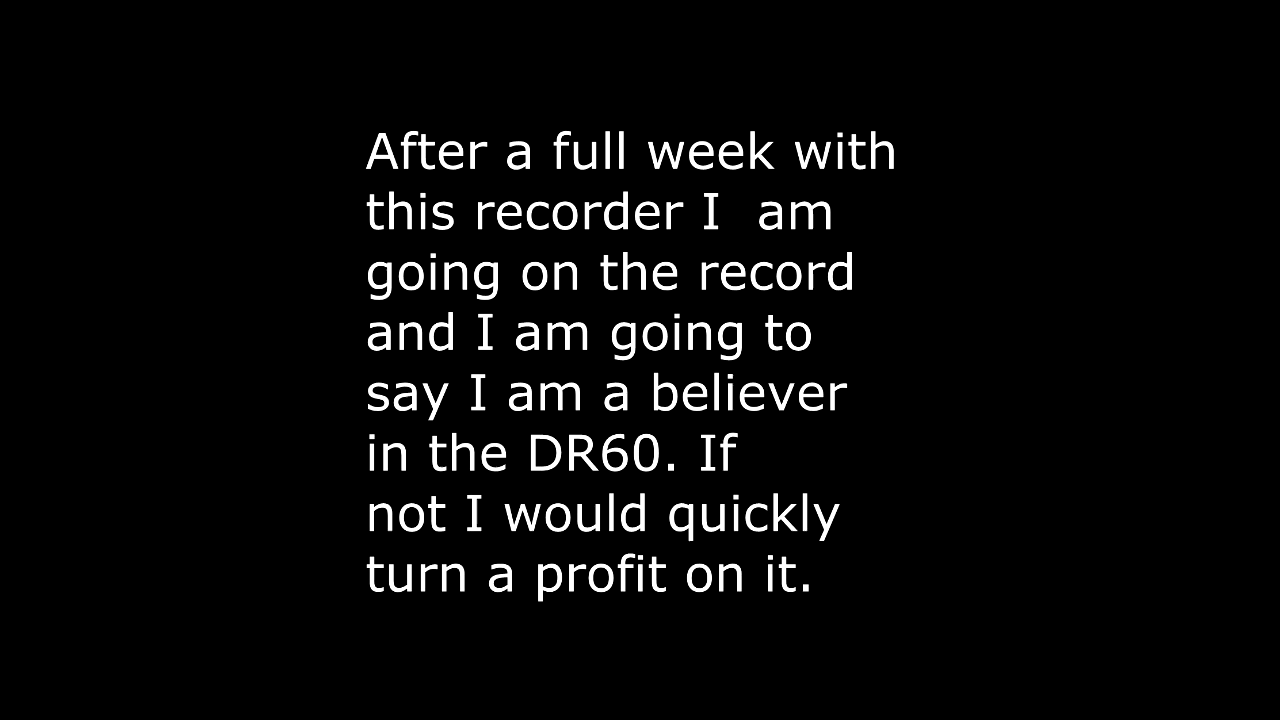 After a full week with
this recorder I  am
going on the record
and I am going to
say I am a believer
in the DR60. If
not I would quickly
turn a profit on it.